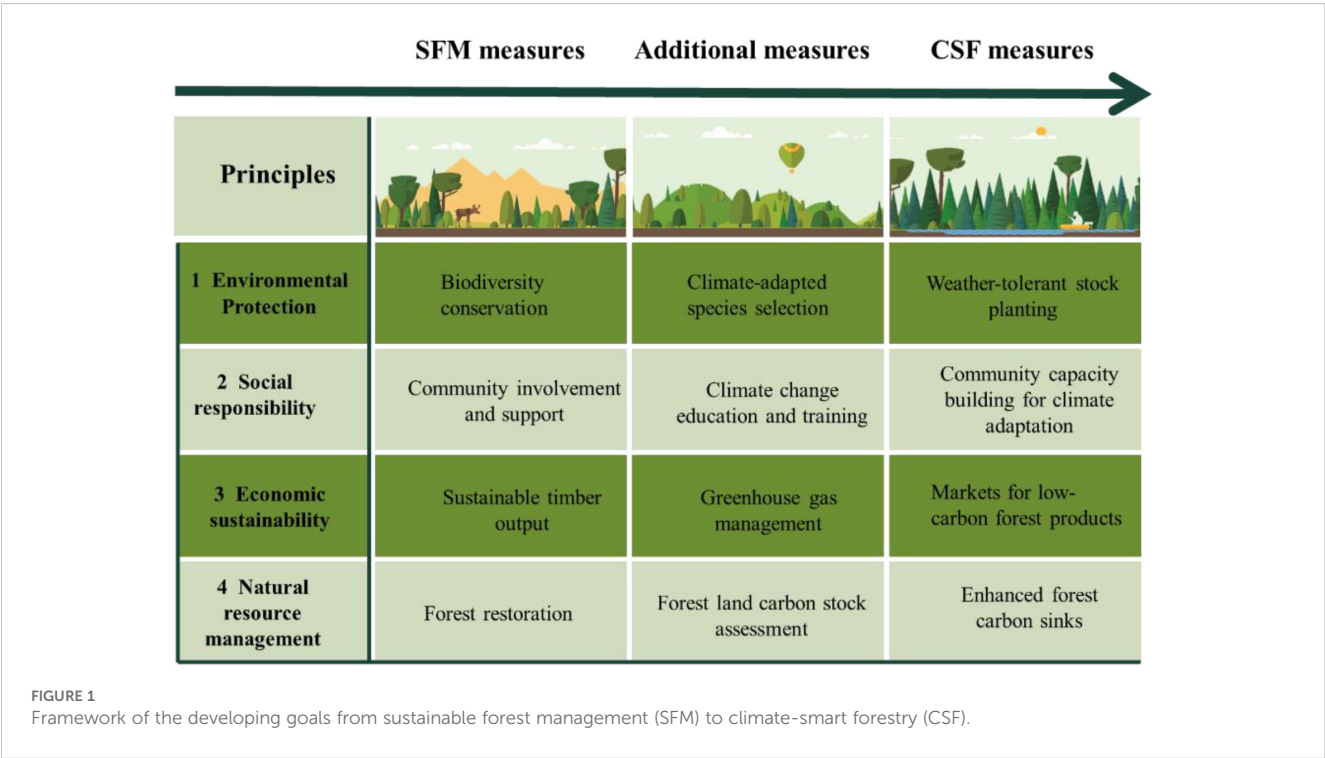 SFM measures Additional measures CSF measures
Principles
1 Environmental
Protection
Biodiversity
conservation
Climate-adapted
species selection
Weather-tolerant stock
planting
2 Social
responsibility
Community involvement
and support
Climate change
education and training
Community capacity
building for climate
adaptation
3 Economic
sustainability
Sustainable timber
output
Greenhouse gas
management
Markets for low-
carbon forest products
4 Natural
resource
management
Forest restoration
Forest land carbon stock
assessment
Enhanced forest
carbon sinks
FIGURE 1
Framework of the developing goals from sustainable forest management (SFM) to climate-smart forestry (CSF).